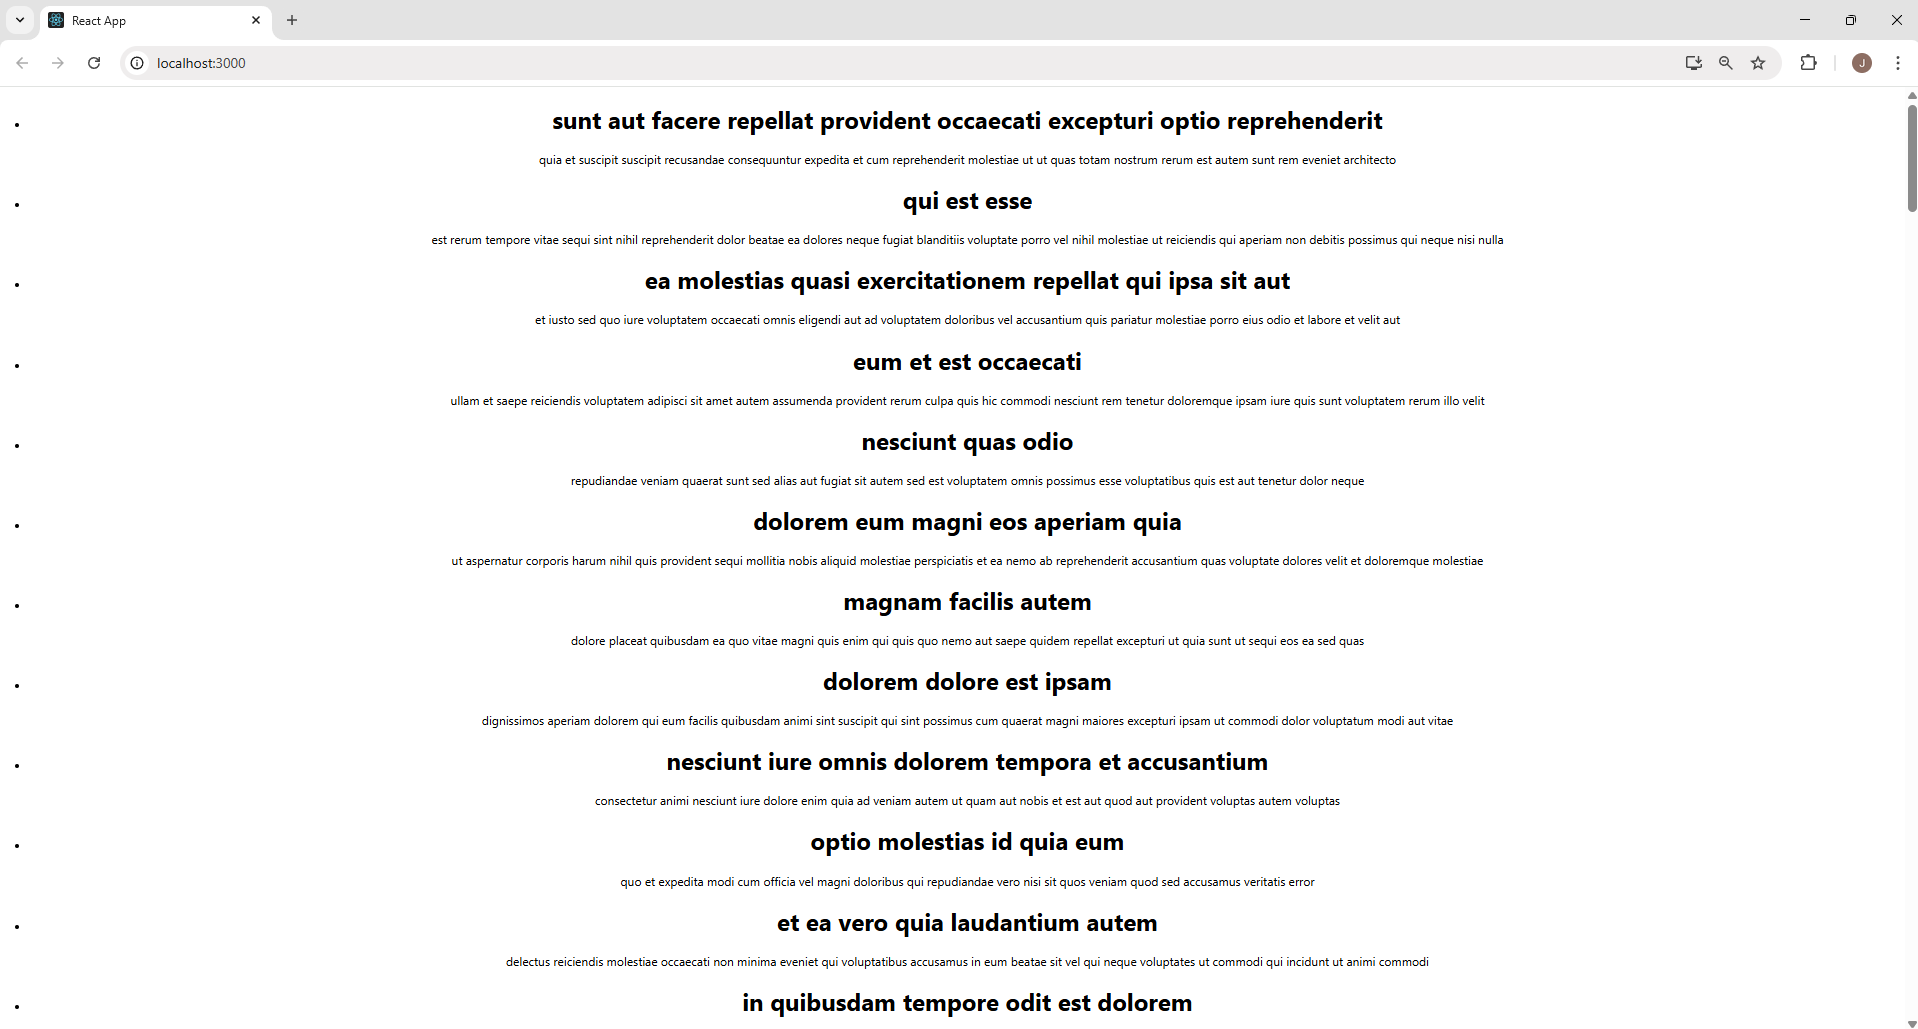 React App
localhost:3000
J
sunt aut facere repellat provident occaecati excepturi optio reprehenderit
quia et suscipit suscipit recusandae consequuntur expedita et cum reprehenderit molestiae ut ut quas totam nostrum rerum est autem sunt rem eveniet architecto
qui est esse
est rerum tempore vitae sequi sint nihil reprehenderit dolor beatae ea dolores neque fugiat blanditiis voluptate porro vel nihil molestiae ut reiciendis qui aperiam non debitis possimus qui neque nisi nulla
ea molestias quasi exercitationem repellat qui ipsa sit aut
et iusto sed quo iure voluptatem occaecati omnis eligendi aut ad voluptatem doloribus vel accusantium quis pariatur molestiae porro eius odio et labore et velit aut
eum et est occaecati
ullam et saepe reiciendis voluptatem adipisci sit amet autem assumenda provident rerum culpa quis hic commodi nesciunt rem tenetur doloremque ipsam iure quis sunt voluptatem rerum illo velit
nesciunt quas odio
repudiandae veniam quaerat sunt sed alias aut fugiat sit autem sed est voluptatem omnis possimus esse voluptatibus quis est aut tenetur dolor neque
dolorem eum magni eos aperiam quia
ut aspernatur corporis harum nihil quis provident sequi mollitia nobis aliquid molestiae perspiciatis et ea nemo ab reprehenderit accusantium quas voluptate dolores velit et doloremque molestiae
magnam facilis autem
dolore placeat quibusdam ea quo vitae magni quis enim qui quis quo nemo aut saepe quidem repellat excepturi ut quia sunt ut sequi eos ea sed quas
dolorem dolore est ipsam
dignissimos aperiam dolorem qui eum facilis quibusdam animi sint suscipit qui sint possimus cum quaerat magni maiores excepturi ipsam ut commodi dolor voluptatum modi aut vitae
nesciunt iure omnis dolorem tempora et accusantium
consectetur animi nesciunt iure dolore enim quia ad veniam autem ut quam aut nobis et est aut quod aut provident voluptas autem voluptas
optio molestias id quia eum
quo et expedita modi cum officia vel magni doloribus qui repudiandae vero nisi sit quos veniam quod sed accusamus veritatis error
et ea vero quia laudantium autem
delectus reiciendis molestiae occaecati non minima eveniet qui voluptatibus accusamus in eum beatae sit vel qui neque voluptates ut commodi qui incidunt ut animi commodi
in quibusdam tempore odit est dolorem